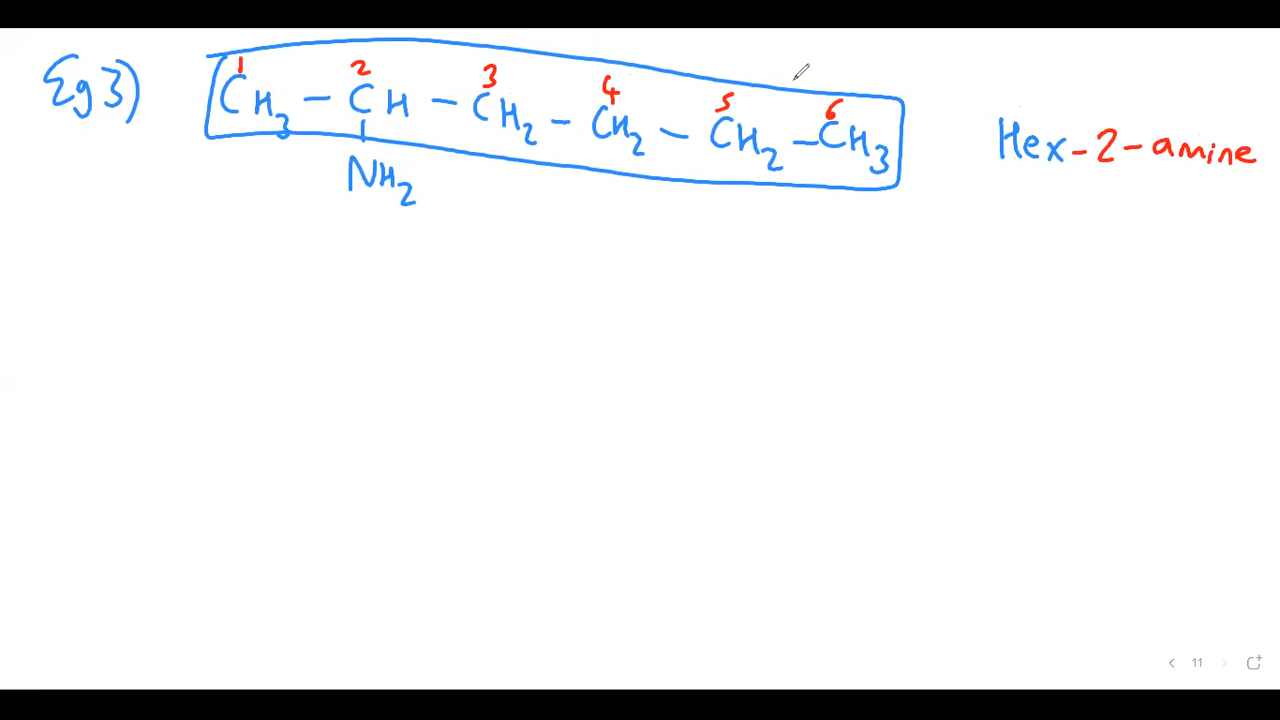 Eg 3)
1 2 3 4 5 6
CH₃ – CH – CH₂ – CH₂ – CH₂ – CH₃
NH₂
Hex-2-amine
< 11 >